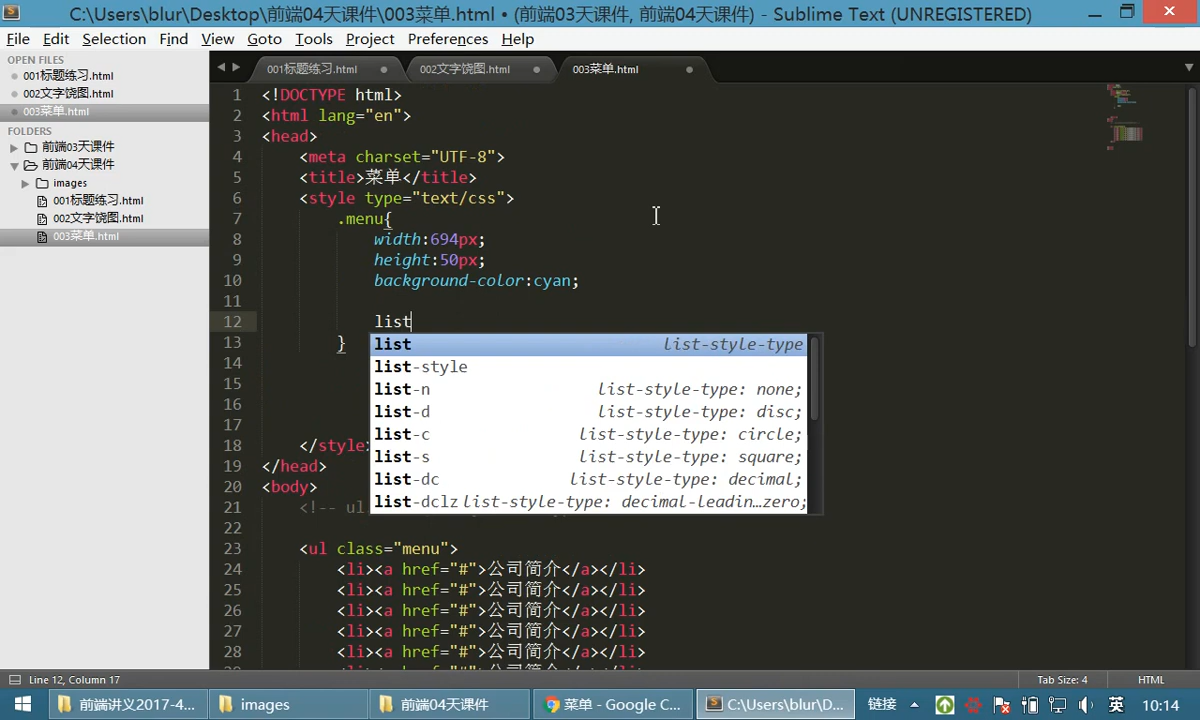 C:\Users\blur\Desktop\前端04天课件\003菜单.html • (前端03天课件, 前端04天课件) - Sublime Text (UNREGISTERED)
File Edit Selection Find View Goto Tools Project Preferences Help
OPEN FILES
001标题练习.html
002文字饶图.html
003菜单.html
FOLDERS
前端03天课件
前端04天课件
images
001标题练习.html
002文字饶图.html
003菜单.html
001标题练习.html 002文字饶图.html 003菜单.html
1 <!DOCTYPE html>
2 <html lang="en">
3 <head>
4 <meta charset="UTF-8">
5 <title>菜单</title>
6 <style type="text/css">
7 .menu{
8 width:694px;
9 height:50px;
10 background-color:cyan;
11
12 list
13 }
14
15
16
17
18 </style>
19 </head>
20 <body>
21 <!-- ul
22
23 <ul class="menu">
24 <li><a href="#">公司简介</a></li>
25 <li><a href="#">公司简介</a></li>
26 <li><a href="#">公司简介</a></li>
27 <li><a href="#">公司简介</a></li>
28 <li><a href="#">公司简介</a></li>
list list-style-type
list-style
list-n list-style-type: none;
list-d list-style-type: disc;
list-c list-style-type: circle;
list-s list-style-type: square;
list-dc list-style-type: decimal;
list-dclz list-style-type: decimal-leadin…zero;
Line 12, Column 17 Tab Size: 4 HTML
前端讲义2017-4... images 前端04天课件 菜单 - Google C... C:\Users\blur\D... 链接 英 10:14